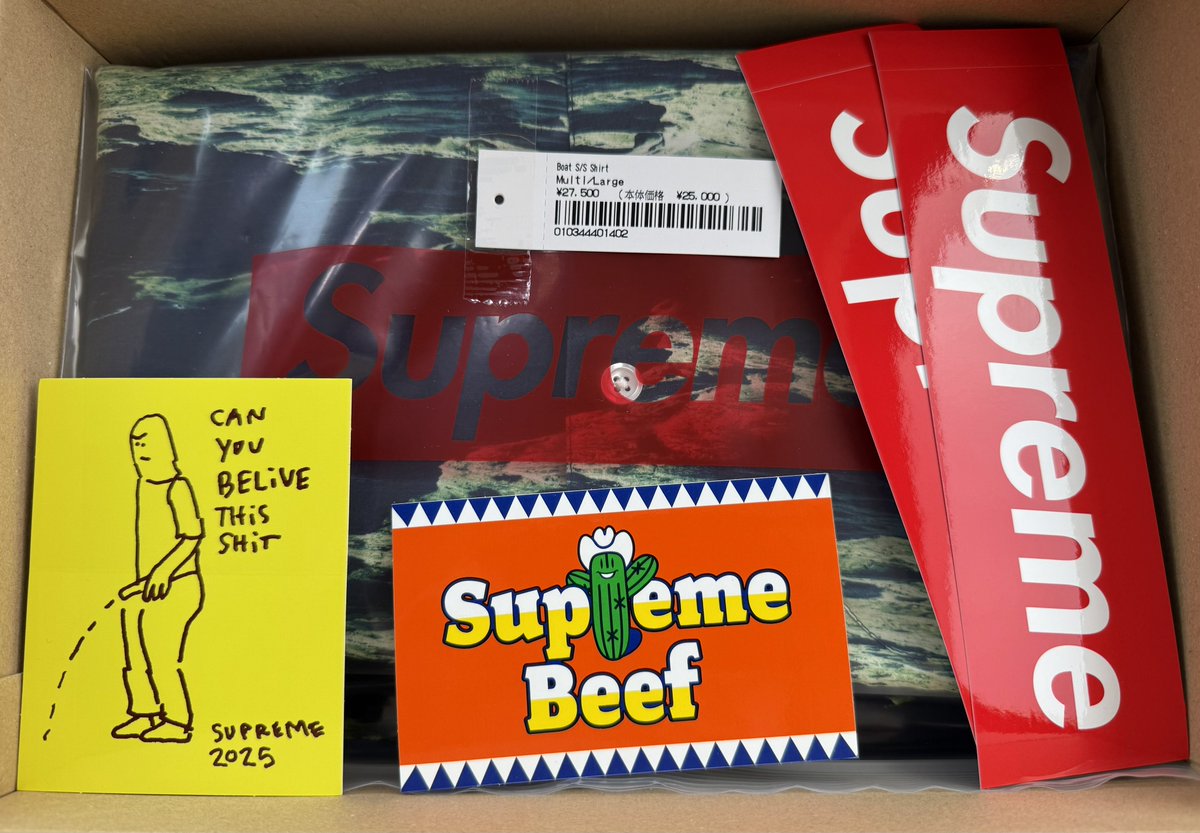 Boat S/S Shirt
Multi/Large
¥27,500 (本体価格 ¥25,000 )
010344401402
Supreme
Sup
Supreme
CAN
YOU
BELIVE
THIS
SHIT
SUPREME
2025
Supreme
Beef